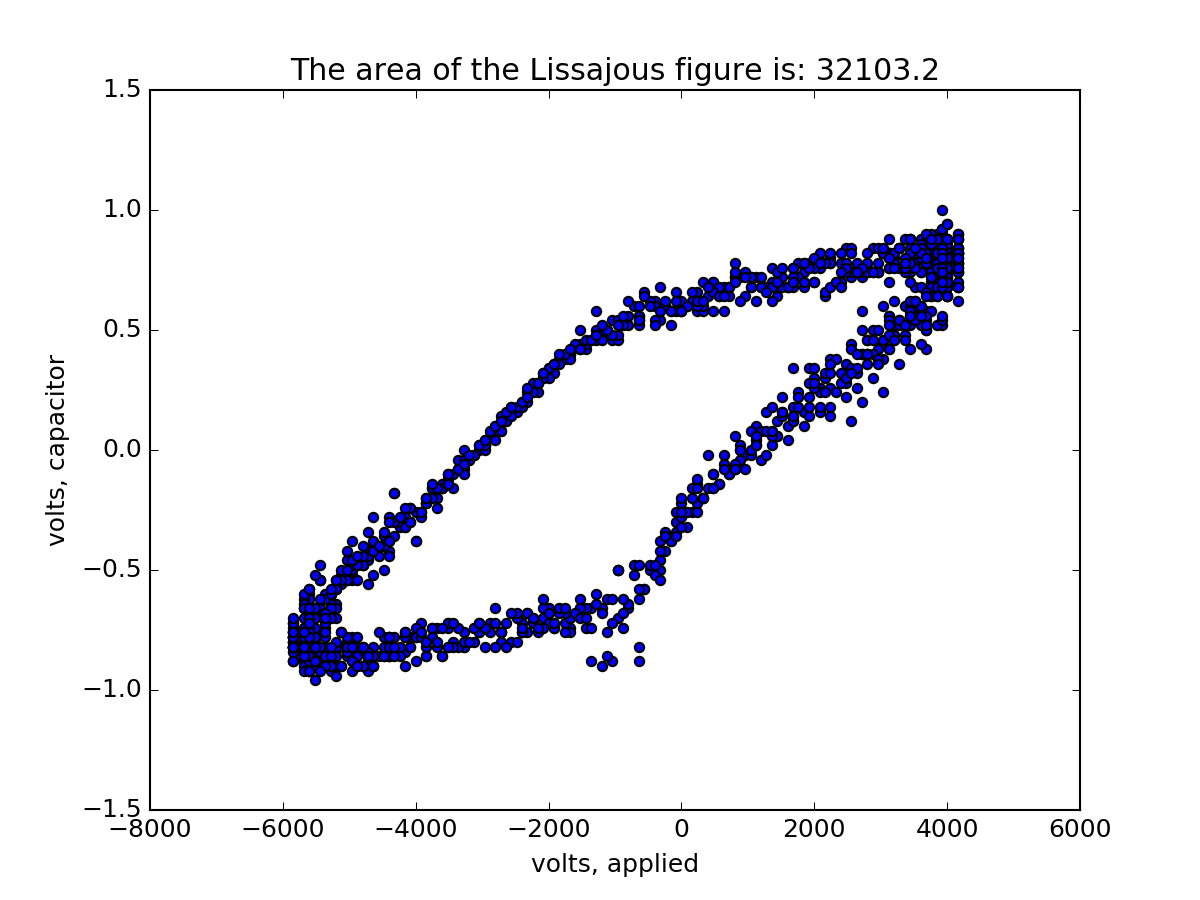 The area of the Lissajous figure is: 32103.2
1.5
1.0
0.5
0.0
−0.5
−1.0
−1.5
volts, capacitor
−8000 −6000 −4000 −2000 0 2000 4000 6000
volts, applied